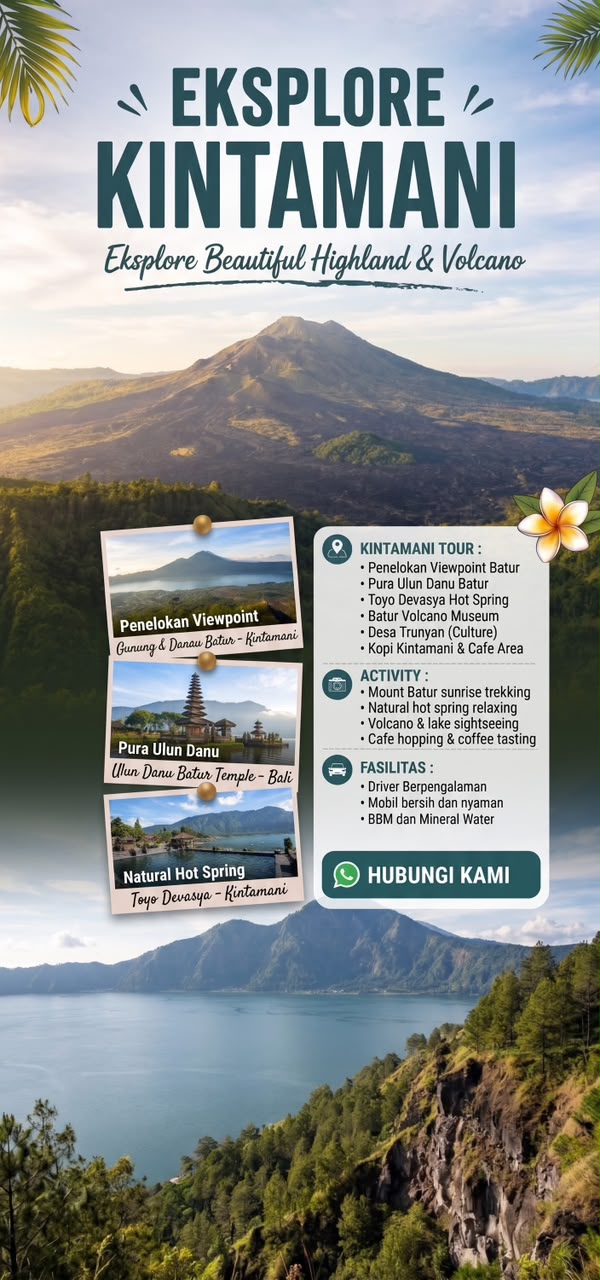 EKSPLORE
KINTAMANI
Eksplore Beautiful Highland & Volcano
Penelokan Viewpoint
Gunung & Danau Batur - Kintamani
Pura Ulun Danu
Ulun Danu Batur Temple - Bali
Natural Hot Spring
Toyo Devasya - Kintamani
KINTAMANI TOUR :
• Penelokan Viewpoint Batur
• Pura Ulun Danu Batur
• Toyo Devasya Hot Spring
• Batur Volcano Museum
• Desa Trunyan (Culture)
• Kopi Kintamani & Cafe Area
ACTIVITY :
• Mount Batur sunrise trekking
• Natural hot spring relaxing
• Volcano & lake sightseeing
• Cafe hopping & coffee tasting
FASILITAS :
• Driver Berpengalaman
• Mobil bersih dan nyaman
• BBM dan Mineral Water
HUBUNGI KAMI